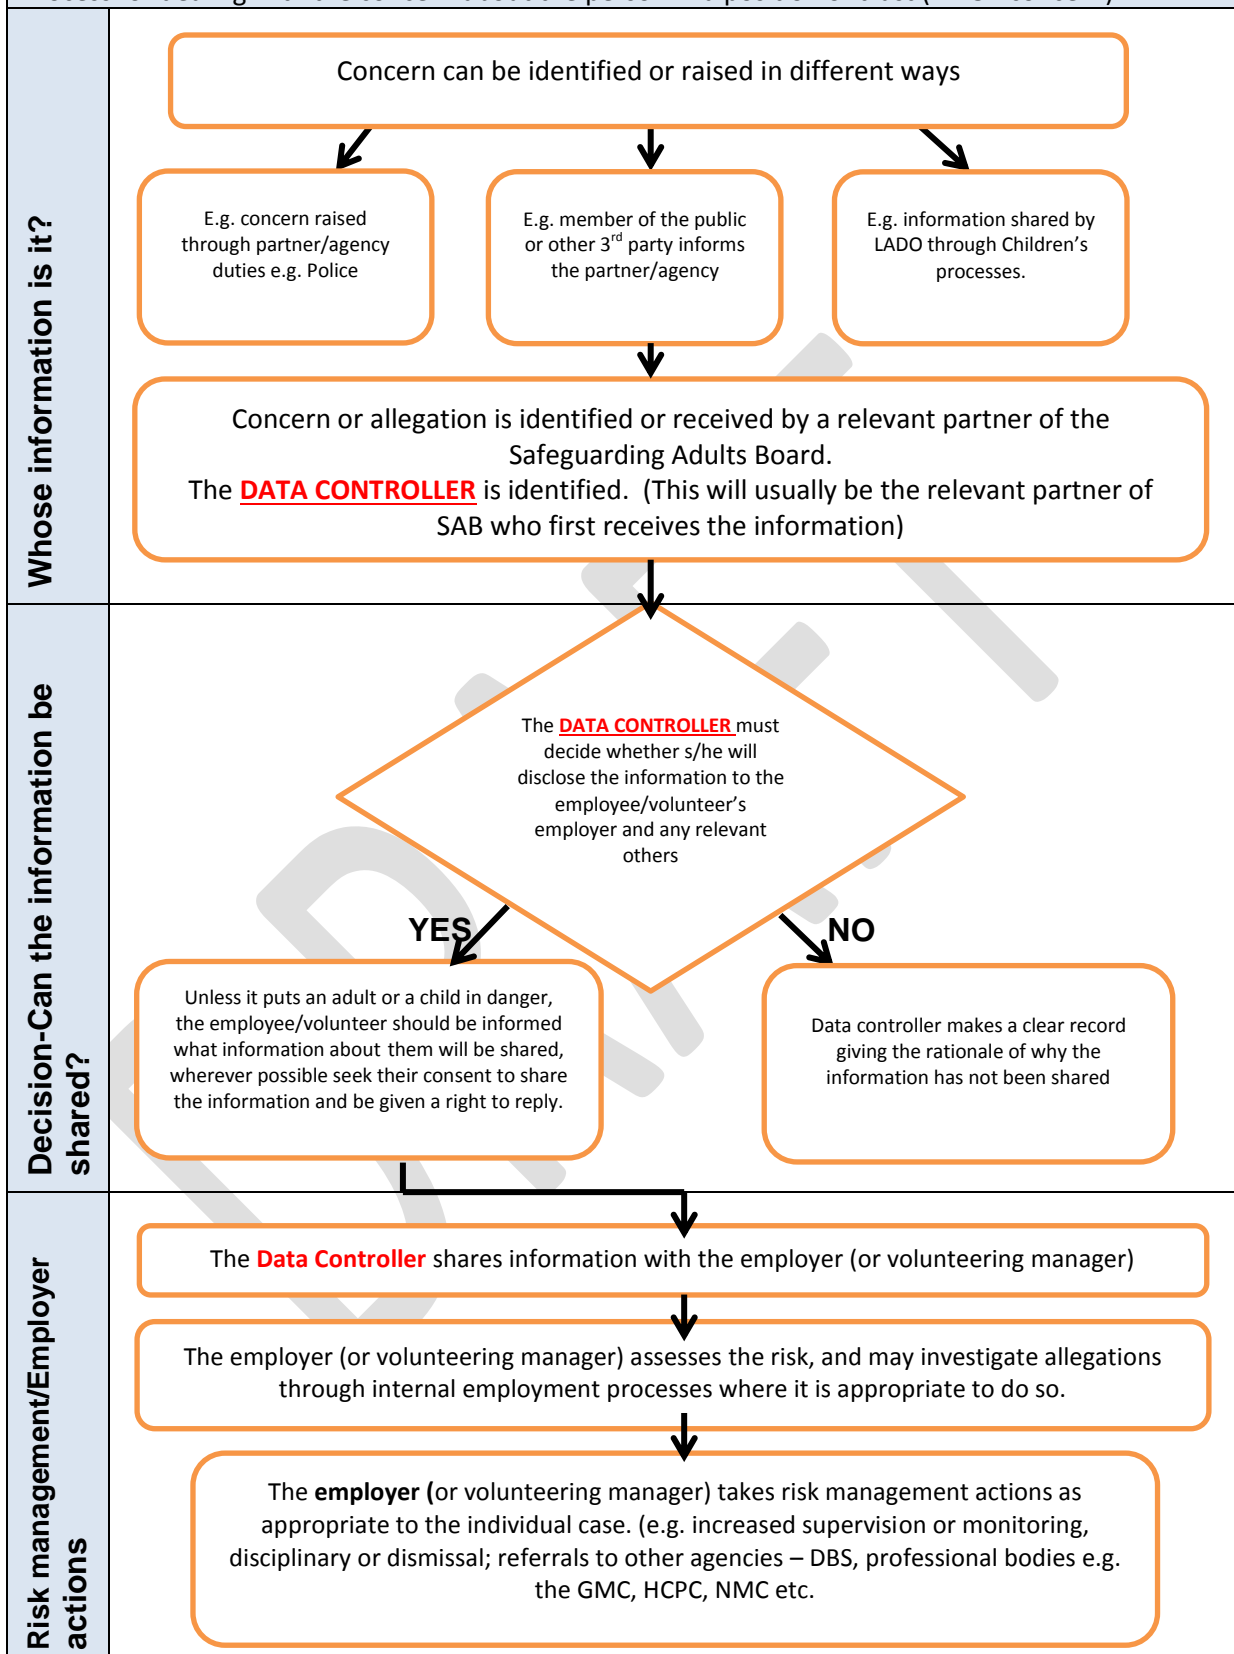 Whose information is it?
Concern can be identified or raised in different ways
E.g. concern raised
through partner/agency
duties e.g. Police
E.g. member of the public
or other 3rd party informs
the partner/agency
E.g. information shared by
LADO through Children's
processes.
Concern or allegation is identified or received by a relevant partner of the
Safeguarding Adults Board.
The DATA CONTROLLER is identified. (This will usually be the relevant partner of
SAB who first receives the information)
Decision-Can the information be
shared?
The DATA CONTROLLER must
decide whether s/he will
disclose the information to the
employee/volunteer's
employer and any relevant
others
YES
NO
Unless it puts an adult or a child in danger,
the employee/volunteer should be informed
what information about them will be shared,
wherever possible seek their consent to share
the information and be given a right to reply.
Data controller makes a clear record
giving the rationale of why the
information has not been shared
Risk management/Employer
actions
The Data Controller shares information with the employer (or volunteering manager)
The employer (or volunteering manager) assesses the risk, and may investigate allegations
through internal employment processes where it is appropriate to do so.
The employer (or volunteering manager) takes risk management actions as
appropriate to the individual case. (e.g. increased supervision or monitoring,
disciplinary or dismissal; referrals to other agencies – DBS, professional bodies e.g.
the GMC, HCPC, NMC etc.
DRAFT